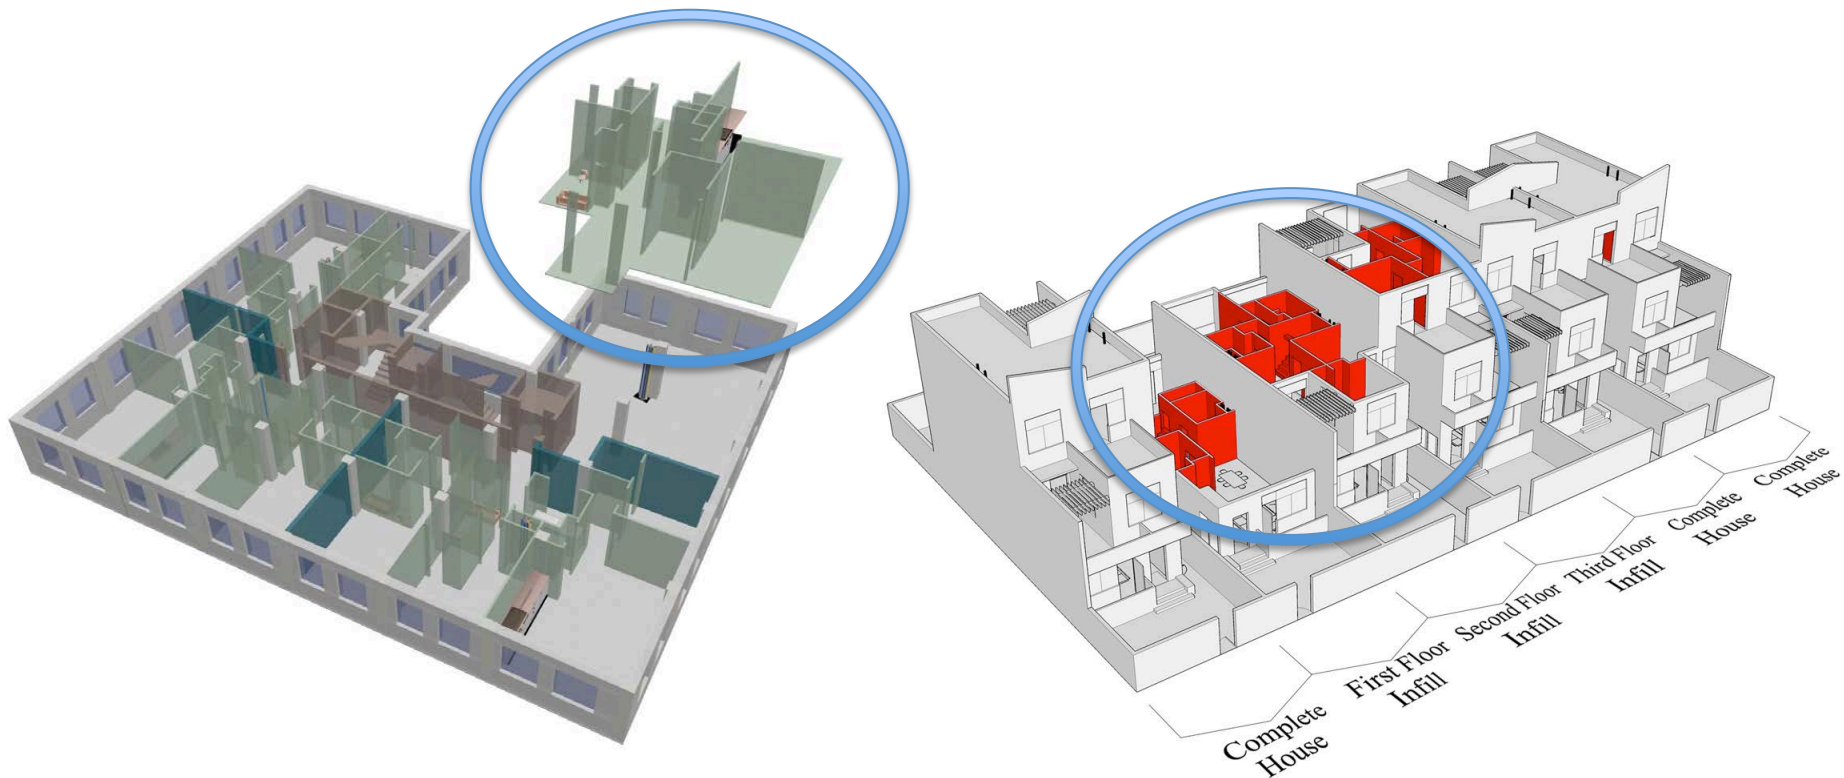 Complete
House
First Floor
Infill
Second Floor
Infill
Third Floor
Infill
Complete
House
Complete
House